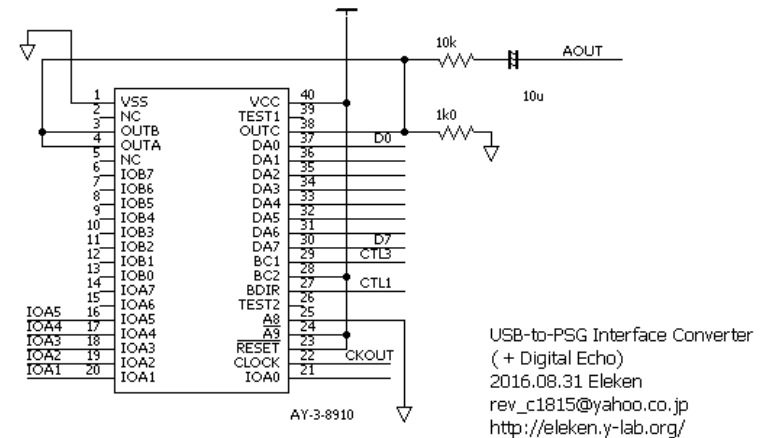 10k
AOUT
10u
1k0
1 VSS VCC 40
2 NC TEST1 39
3 OUTB OUTC 38
4 OUTA DA0 37 D0
5 NC DA1 36
6 IOB7 DA2 35
7 IOB6 DA3 34
8 IOB5 DA4 33
9 IOB4 DA5 32
10 IOB3 DA6 31
11 IOB2 DA7 30 D7
12 IOB1 BC1 29 CTL3
13 IOB0 BC2 28
14 IOA7 BDIR 27 CTL1
15 IOA6 TEST2 26
IOA5 16 IOA5 A8 25
IOA4 17 IOA4 A9 24
IOA3 18 IOA3 RESET 23
IOA2 19 IOA2 CLOCK 22 CKOUT
IOA1 20 IOA1 IOA0 21
AY-3-8910
USB-to-PSG Interface Converter
( + Digital Echo)
2016.08.31 Eleken
rev_c1815@yahoo.co.jp
http://eleken.y-lab.org/